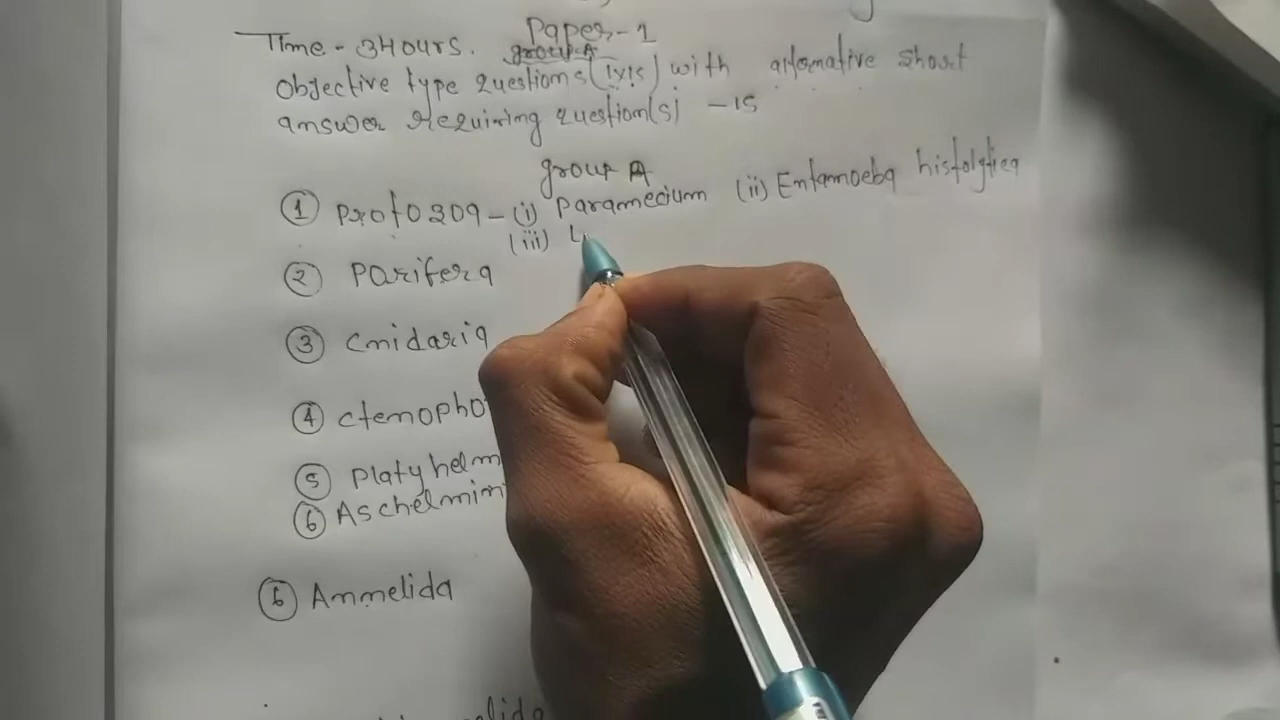 Paper-1
Time - 3Hours. group-A
objective type questions(1x15) with alternative short
answer requiring question(s) -15
group A
① protozoa - (i) Paramecium (ii) Entamoeba histolytica
(iii) L
② Parifera
③ Cnidaria
④ ctenopho
⑤ Platyhelm
⑥ Aschelmin
⑥ Annelida